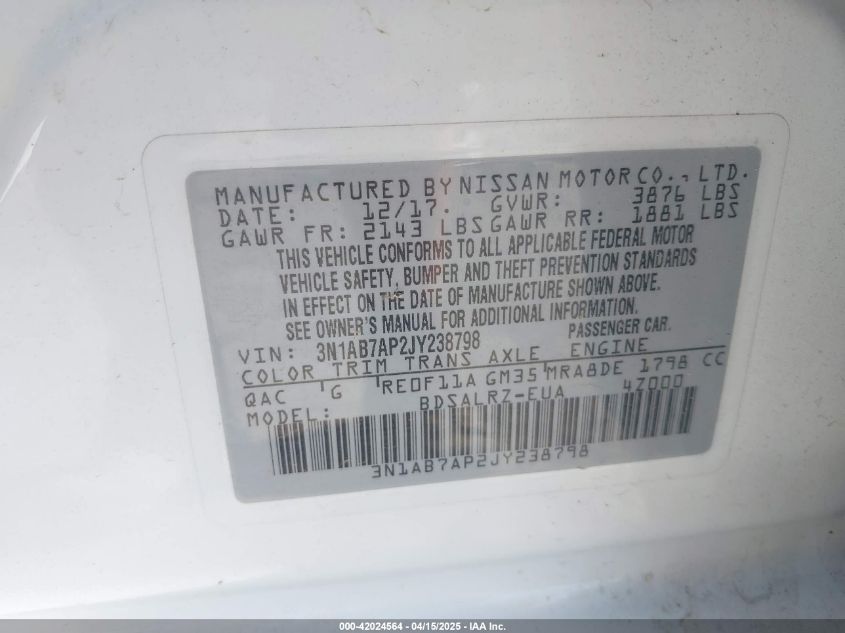 MANUFACTURED BY NISSAN MOTOR CO., LTD.
DATE: 12/17. GVWR: 3876 LBS
GAWR FR: 2143 LBS GAWR RR: 1881 LBS
THIS VEHICLE CONFORMS TO ALL APPLICABLE FEDERAL MOTOR
VEHICLE SAFETY, BUMPER AND THEFT PREVENTION STANDARDS
IN EFFECT ON THE DATE OF MANUFACTURE SHOWN ABOVE.
SEE OWNER'S MANUAL FOR ADDITIONAL INFORMATION.
VIN: 3N1AB7AP2JY238798 PASSENGER CAR.
COLOR TRIM TRANS AXLE ENGINE
QAC G RE0F11A GM35 MRA8DE 1798 CC
MODEL: BDSALRZ-EUA 4Z000
3N1AB7AP2JY238798
000-42024564 - 04/15/2025 - IAA Inc.